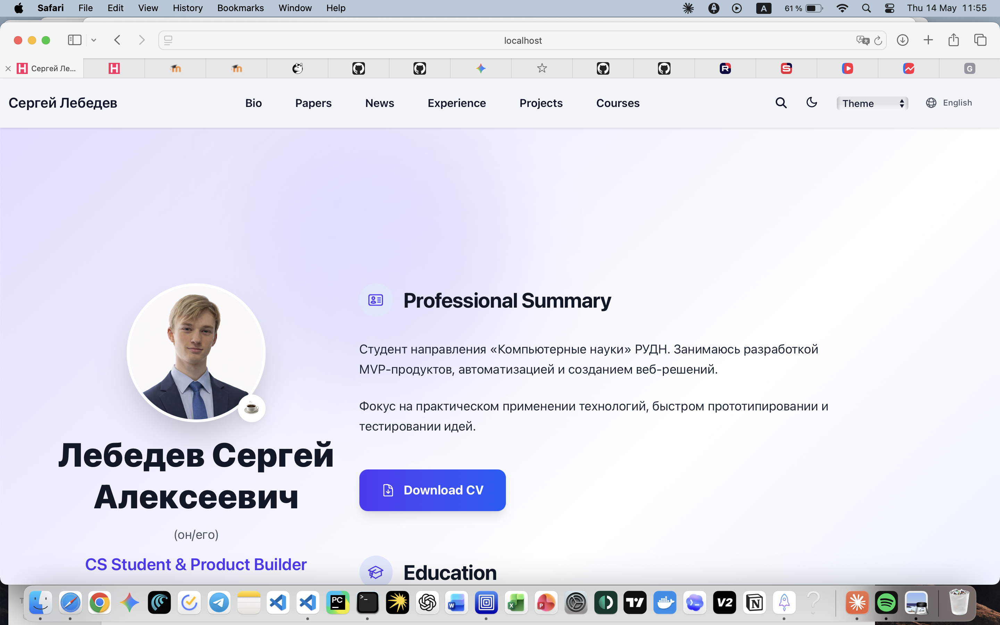 Safari File Edit View History Bookmarks Window Help A 61 % Thu 14 May 11:55
localhost
Сергей Ле...
Сергей Лебедев Bio Papers News Experience Projects Courses Theme English
Professional Summary
Студент направления «Компьютерные науки» РУДН. Занимаюсь разработкой
MVP-продуктов, автоматизацией и созданием веб-решений.
Фокус на практическом применении технологий, быстром прототипировании и
тестировании идей.
Download CV
Лебедев Сергей
Алексеевич
(он/его)
CS Student & Product Builder
Education